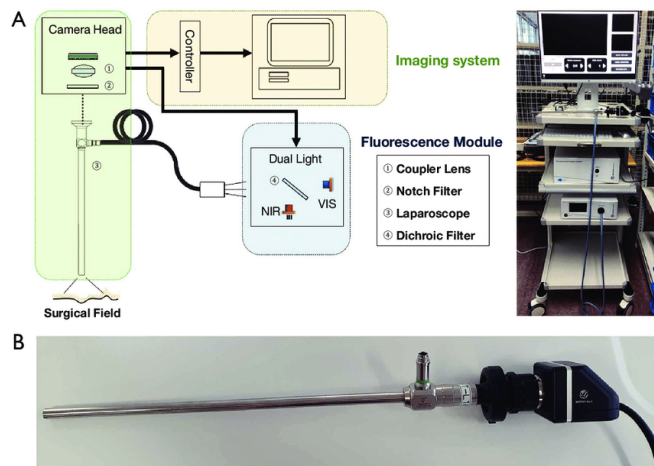 A
Camera Head
①
②
③
Controller
Imaging system
Fluorescence Module
Dual Light
④
VIS
NIR
① Coupler Lens
② Notch Filter
③ Laparoscope
④ Dichroic Filter
Surgical Field
B